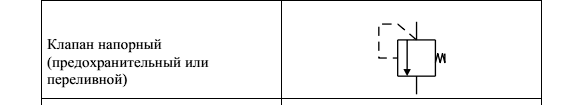 Клапан напорный
(предохранительный или
переливной)